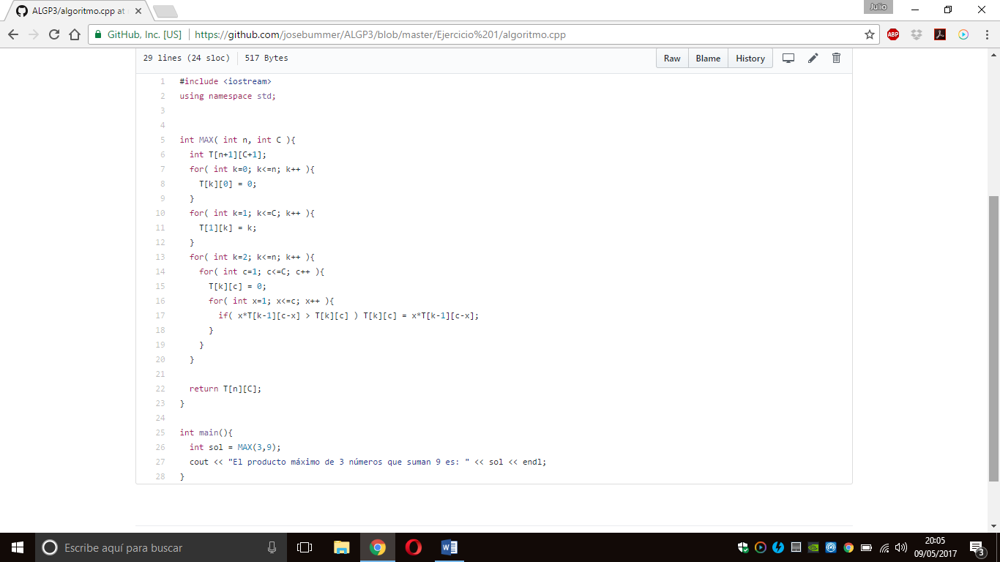 ALGP3/algoritmo.cpp at
Julio
GitHub, Inc. [US] https://github.com/josebummer/ALGP3/blob/master/Ejercicio%201/algoritmo.cpp
ABP
29 lines (24 sloc) 517 Bytes Raw Blame History
1 #include <iostream>
2 using namespace std;
3
4
5 int MAX( int n, int C ){
6 int T[n+1][C+1];
7 for( int k=0; k<=n; k++ ){
8 T[k][0] = 0;
9 }
10 for( int k=1; k<=C; k++ ){
11 T[1][k] = k;
12 }
13 for( int k=2; k<=n; k++ ){
14 for( int c=1; c<=C; c++ ){
15 T[k][c] = 0;
16 for( int x=1; x<=c; x++ ){
17 if( x*T[k-1][c-x] > T[k][c] ) T[k][c] = x*T[k-1][c-x];
18 }
19 }
20 }
21
22 return T[n][C];
23 }
24
25 int main(){
26 int sol = MAX(3,9);
27 cout << "El producto máximo de 3 números que suman 9 es: " << sol << endl;
28 }
Escribe aquí para buscar
20:05
09/05/2017
3